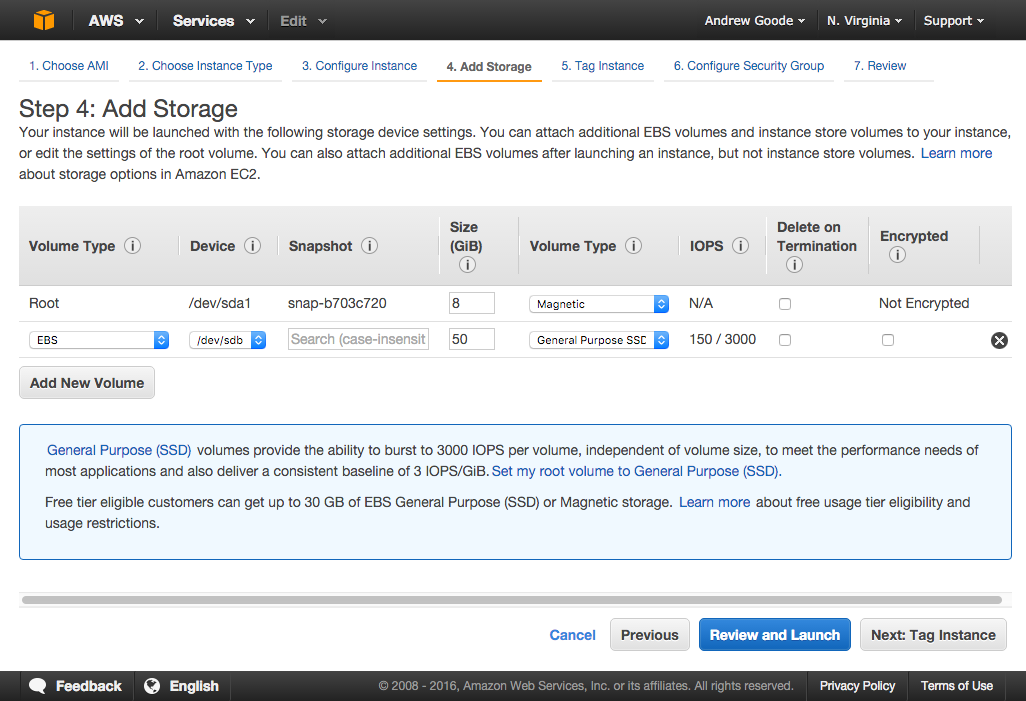 AWS Services Edit Andrew Goode N. Virginia Support
1. Choose AMI 2. Choose Instance Type 3. Configure Instance 4. Add Storage 5. Tag Instance 6. Configure Security Group 7. Review
Step 4: Add Storage
Your instance will be launched with the following storage device settings. You can attach additional EBS volumes and instance store volumes to your instance,
or edit the settings of the root volume. You can also attach additional EBS volumes after launching an instance, but not instance store volumes. Learn more
about storage options in Amazon EC2.
Volume Type i Device i Snapshot i Size (GiB) i Volume Type i IOPS i Delete on Termination i Encrypted i
Root /dev/sda1 snap-b703c720 8 Magnetic N/A Not Encrypted
EBS /dev/sdb Search (case-insensit 50 General Purpose SSD 150 / 3000
Add New Volume
General Purpose (SSD) volumes provide the ability to burst to 3000 IOPS per volume, independent of volume size, to meet the performance needs of
most applications and also deliver a consistent baseline of 3 IOPS/GiB. Set my root volume to General Purpose (SSD).
Free tier eligible customers can get up to 30 GB of EBS General Purpose (SSD) or Magnetic storage. Learn more about free usage tier eligibility and
usage restrictions.
Cancel Previous Review and Launch Next: Tag Instance
Feedback English © 2008 - 2016, Amazon Web Services, Inc. or its affiliates. All rights reserved. Privacy Policy Terms of Use